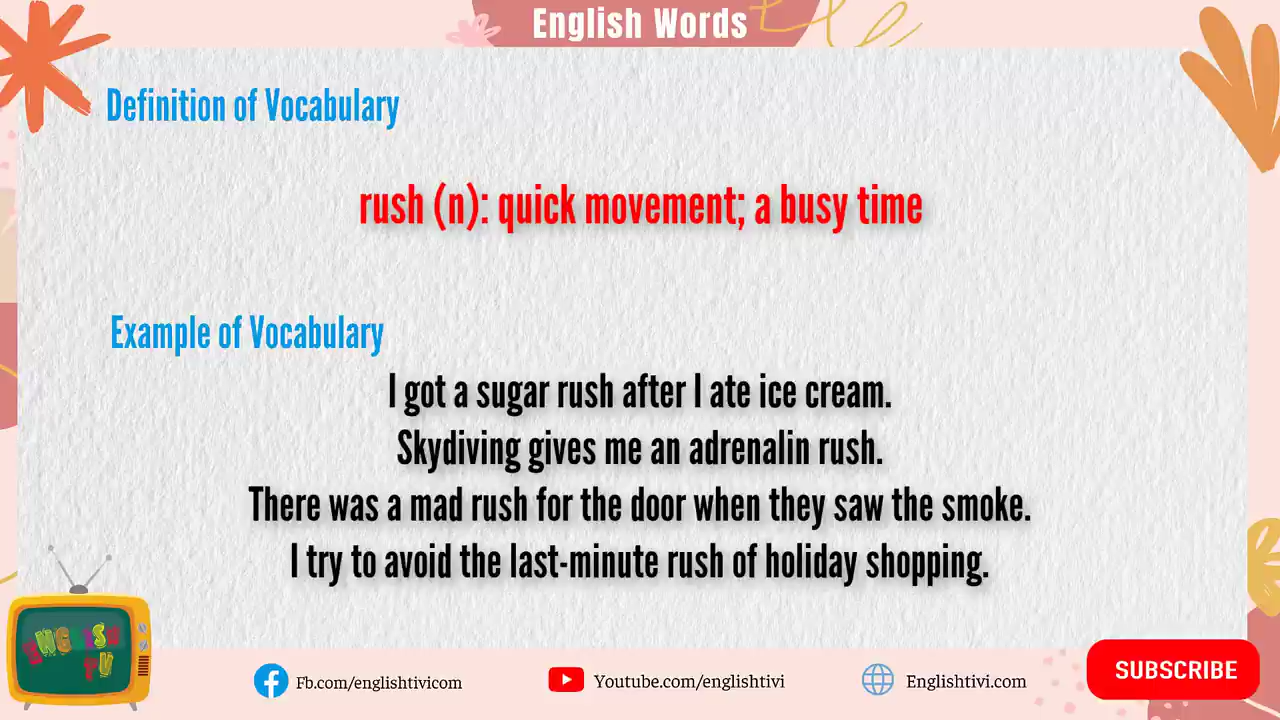 English Words
Definition of Vocabulary
rush (n): quick movement; a busy time
Example of Vocabulary
I got a sugar rush after I ate ice cream.
Skydiving gives me an adrenalin rush.
There was a mad rush for the door when they saw the smoke.
I try to avoid the last-minute rush of holiday shopping.
ENGLISH
TV
Fb.com/englishtivicom
Youtube.com/englishtivi
Englishtivi.com
SUBSCRIBE